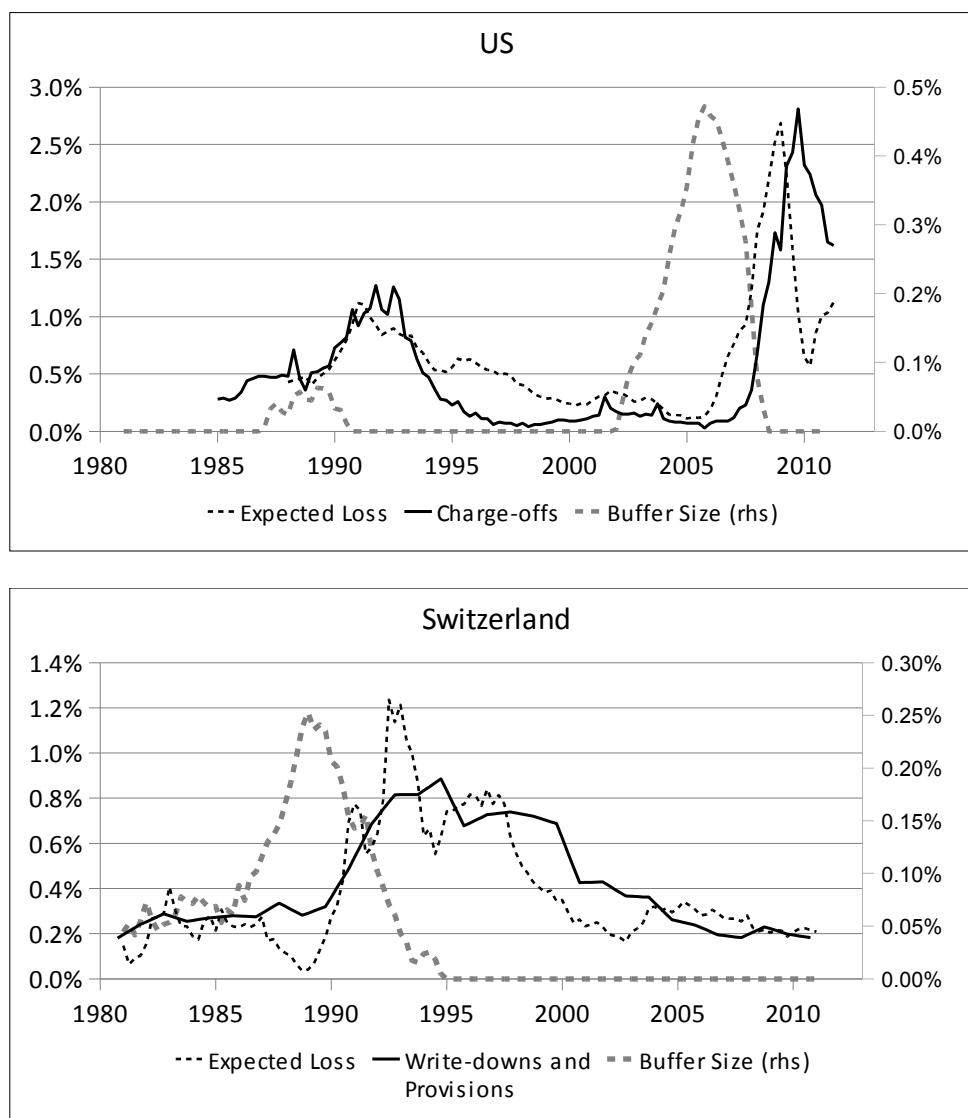 US
3.0% 0.5%
2.5% 0.4%
2.0% 0.3%
1.5%
1.0% 0.2%
0.5% 0.1%
0.0% 0.0%
1980 1985 1990 1995 2000 2005 2010
Expected Loss Charge-offs Buffer Size (rhs)
Switzerland
1.4% 0.30%
1.2% 0.25%
1.0% 0.20%
0.8% 0.15%
0.6%
0.4% 0.10%
0.2% 0.05%
0.0% 0.00%
1980 1985 1990 1995 2000 2005 2010
Expected Loss Write-downs and Buffer Size (rhs)
Provisions